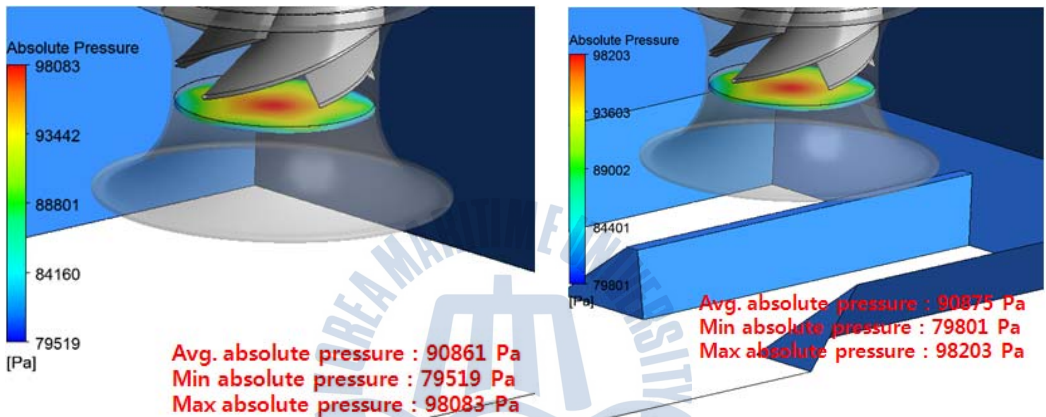 Absolute Pressure
98083
93442
88801
84160
79519
[Pa]
Avg. absolute pressure : 90861 Pa
Min absolute pressure : 79519 Pa
Max absolute pressure : 98083 Pa
Absolute Pressure
98203
93603
89002
84401
79801
[Pa]
Avg. absolute pressure : 90875 Pa
Min absolute pressure : 79801 Pa
Max absolute pressure : 98203 Pa